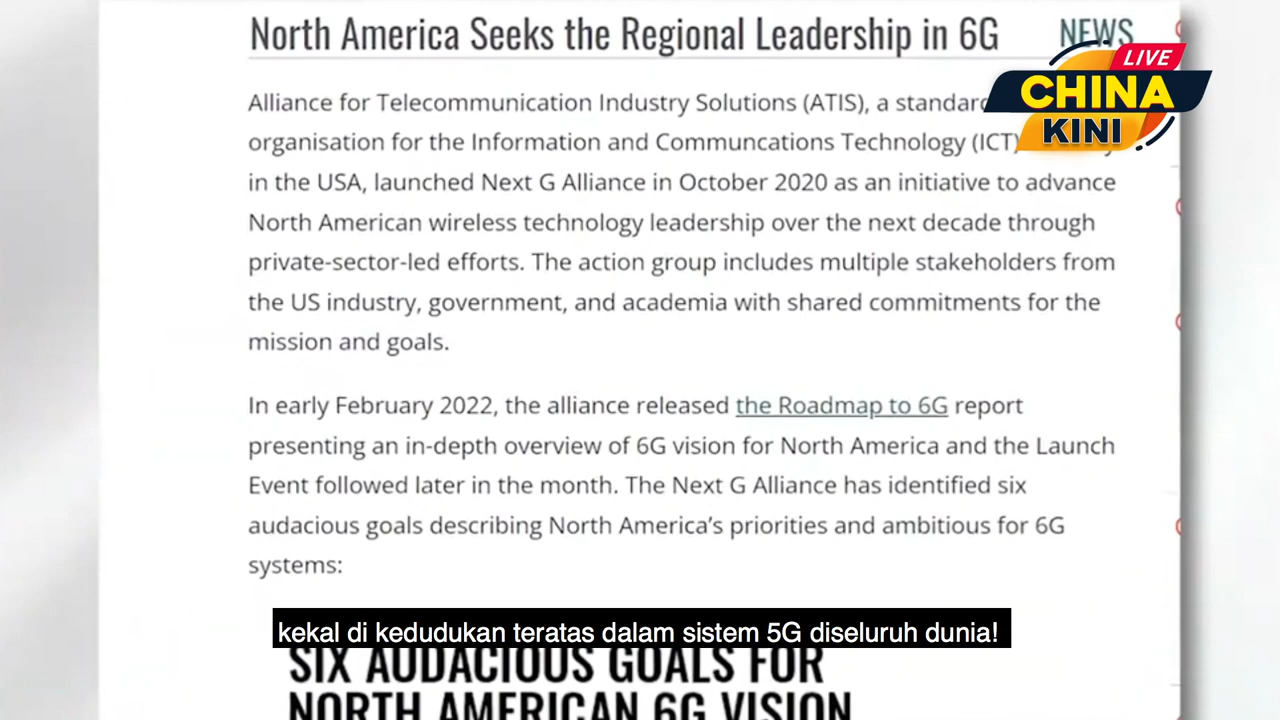 North America Seeks the Regional Leadership in 6G
NEWS
LIVE
CHINA
KINI
Alliance for Telecommunication Industry Solutions (ATIS), a
organisation for the Information and Communcations Technology (ICT)
in the USA, launched Next G Alliance in October 2020 as an initiative to advance
North American wireless technology leadership over the next decade through
private-sector-led efforts. The action group includes multiple stakeholders from
the US industry, government, and academia with shared commitments for the
mission and goals.
In early February 2022, the alliance released the Roadmap to 6G report
presenting an in-depth overview of 6G vision for North America and the Launch
Event followed later in the month. The Next G Alliance has identified six
audacious goals describing North America’s priorities and ambitious for 6G
systems:
kekal di kedudukan teratas dalam sistem 5G diseluruh dunia!
SIX AUDACIOUS GOALS FOR
NORTH AMERICAN 6G VISION